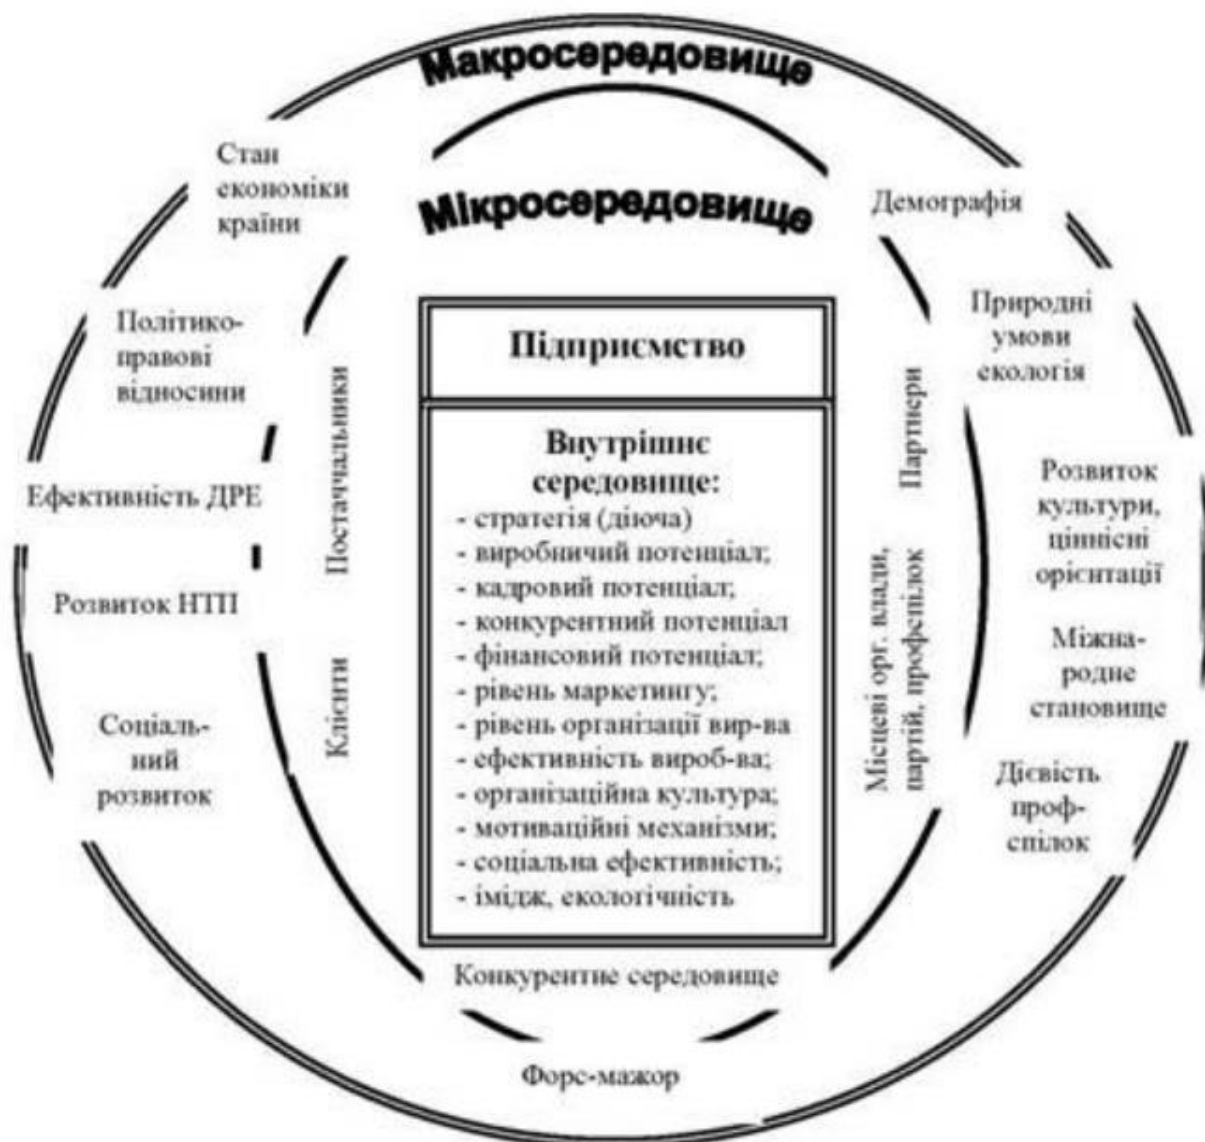 Макросередовище
Стан
економіки
країни
Мікросередовище
Демографія
Політико-
правові
відносини
Природні
умови
екологія
Ефективність ДРЕ
Розвиток НТП
Соціаль-
ний
розвиток
Постаччальники
Клієнти
Підприємство
Внутрішнє
середовище:
- стратегія (діюча)
- виробничий потенціал;
- кадровий потенціал;
- конкурентний потенціал
- фінансовий потенціал;
- рівень маркетингу;
- рівень організації вир-ва
- ефективність вироб-ва;
- організаційна культура;
- мотиваційні механізми;
- соціальна ефективність;
- імідж, екологічність
Партнери
Місцеві орг. влади,
партій, профспілок
Розвиток
культури,
ціннісні
орієнтації
Міжна-
родне
становище
Дієвість
проф-
спілок
Конкурентне середовище
Форс-мажор